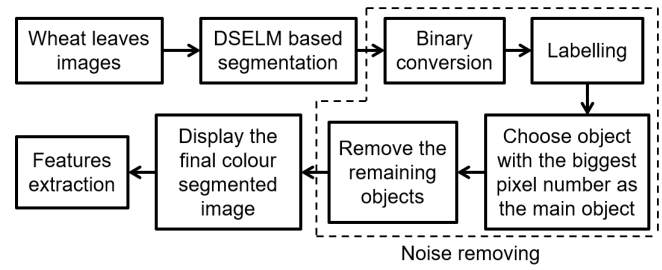 Wheat leaves
images
DSELM based
segmentation
Binary
conversion
Labelling
Choose object
with the biggest
pixel number as
the main object
Remove the
remaining
objects
Display the
final colour
segmented
image
Features
extraction
Noise removing